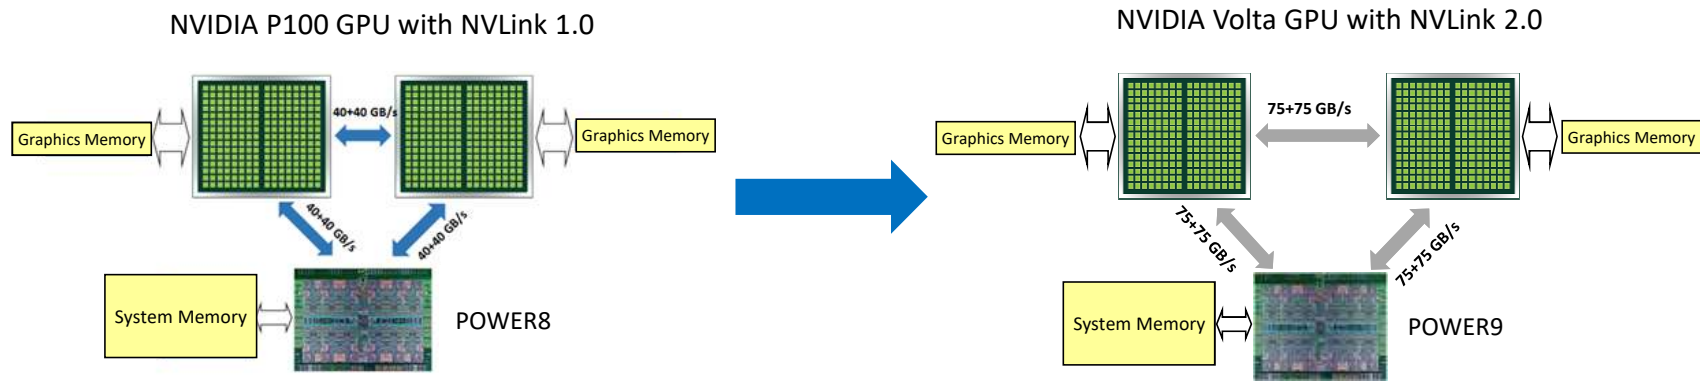 NVIDIA P100 GPU with NVLink 1.0
40+40 GB/s
Graphics Memory
Graphics Memory
40+40 GB/s
40+40 GB/s
System Memory
POWER8
NVIDIA Volta GPU with NVLink 2.0
75+75 GB/s
Graphics Memory
Graphics Memory
75+75 GB/s
75+75 GB/s
System Memory
POWER9